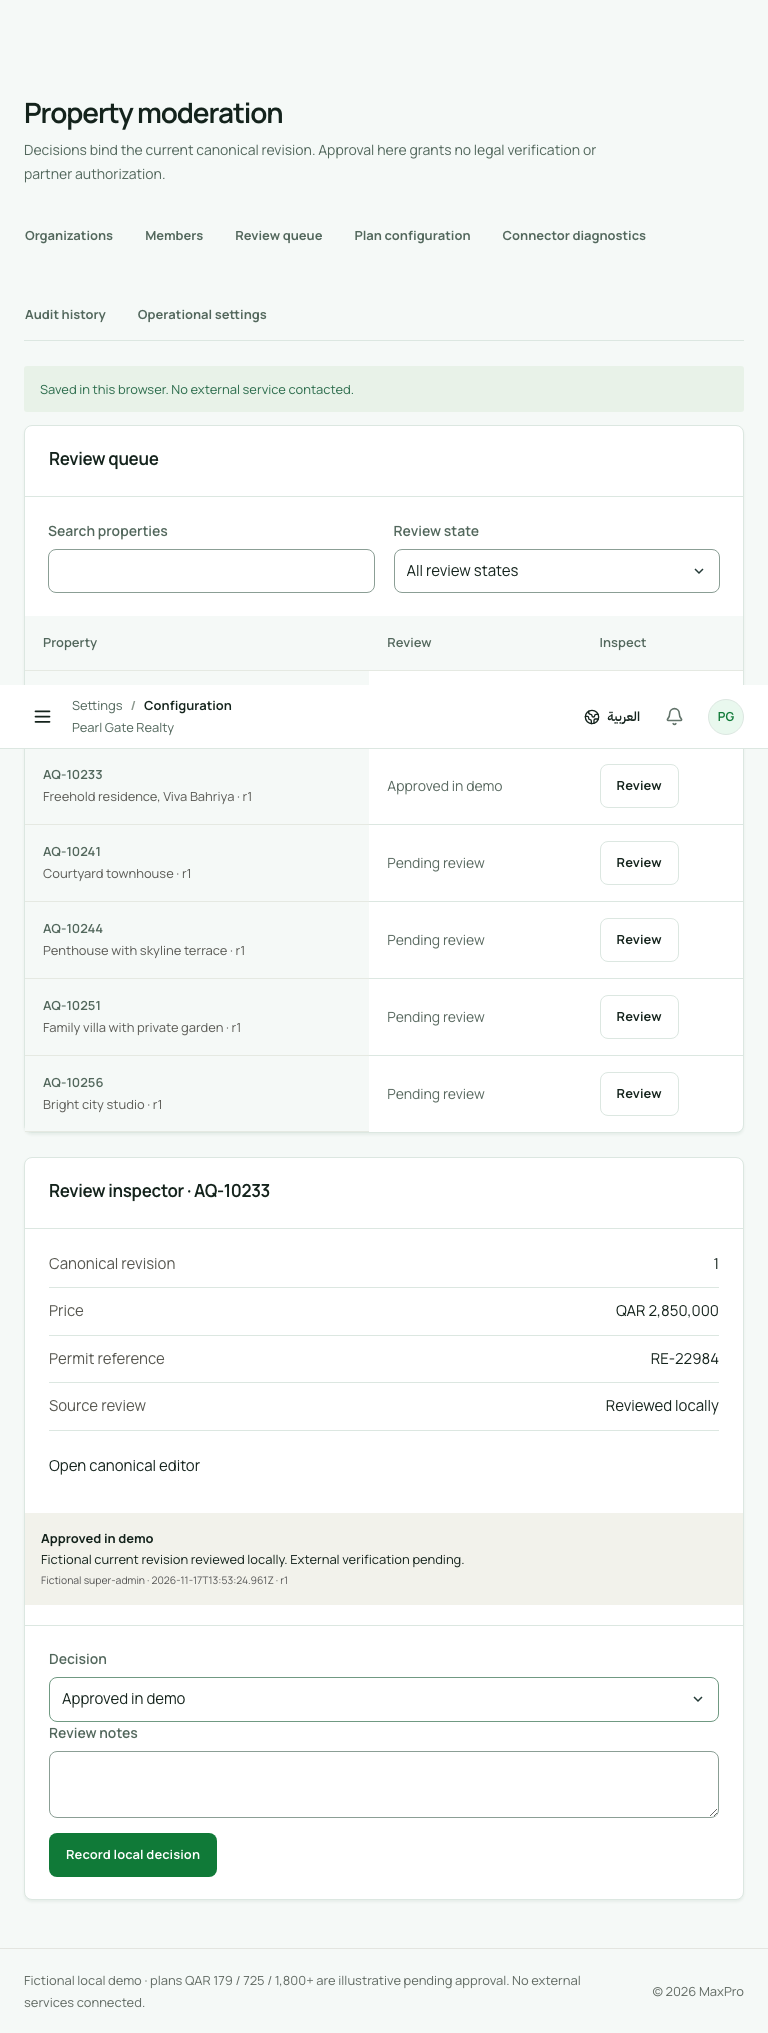 Property moderation
Decisions bind the current canonical revision. Approval here grants no legal verification or
partner authorization.
Organizations Members Review queue Plan configuration Connector diagnostics
Audit history Operational settings
Saved in this browser. No external service contacted.
Review queue
Search properties Review state
All review states
Property Review Inspect
Settings / Configuration
Pearl Gate Realty
العربية
PG
AQ-10233
Freehold residence, Viva Bahriya · r1
Approved in demo
Review
AQ-10241
Courtyard townhouse · r1
Pending review
Review
AQ-10244
Penthouse with skyline terrace · r1
Pending review
Review
AQ-10251
Family villa with private garden · r1
Pending review
Review
AQ-10256
Bright city studio · r1
Pending review
Review
Review inspector · AQ-10233
Canonical revision 1
Price QAR 2,850,000
Permit reference RE-22984
Source review Reviewed locally
Open canonical editor
Approved in demo
Fictional current revision reviewed locally. External verification pending.
Fictional super-admin · 2026-11-17T13:53:24.961Z · r1
Decision
Approved in demo
Review notes
Record local decision
Fictional local demo · plans QAR 179 / 725 / 1,800+ are illustrative pending approval. No external
services connected.
© 2026 MaxPro